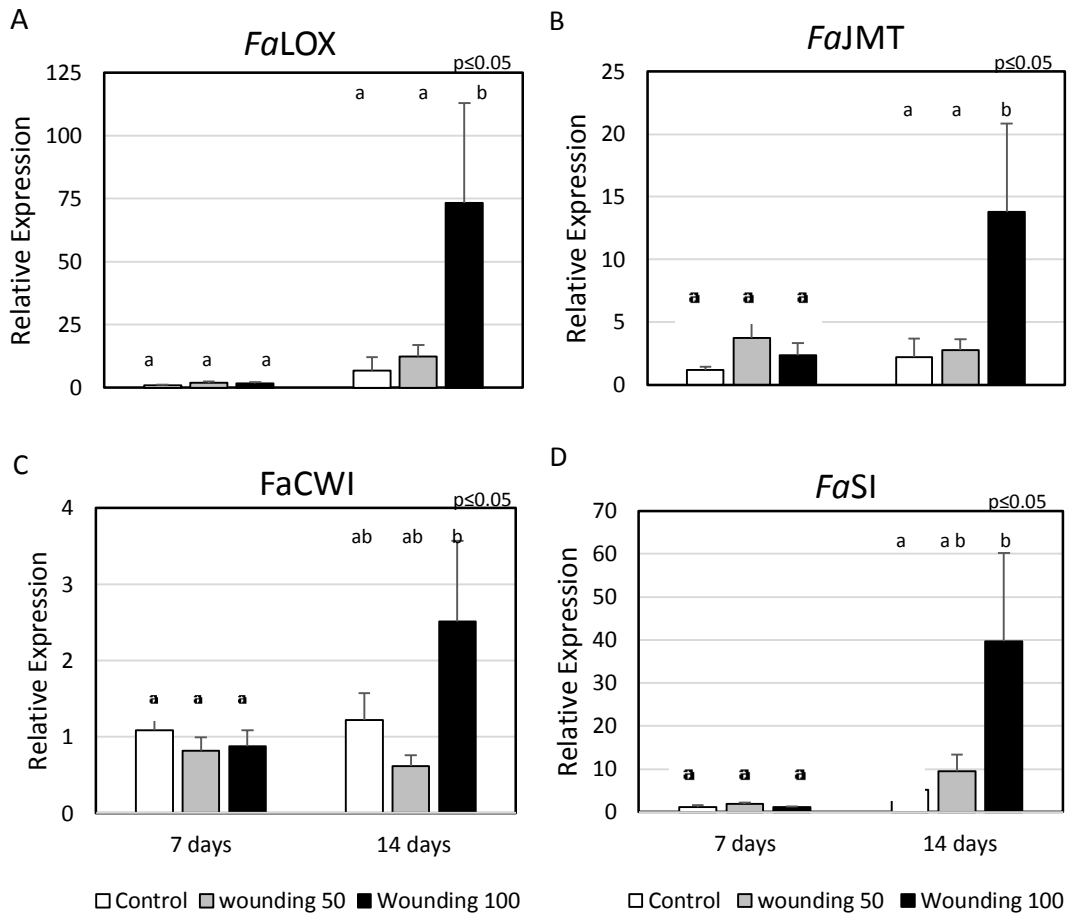 A
FaLOX
p≤0.05
125
100
75
50
25
0
Relative Expression
a a b
a a a
B
FaJMT
p≤0.05
25
20
15
10
5
0
Relative Expression
a a b
a a a
C
FaCWI
p≤0.05
4
3
2
1
0
Relative Expression
ab ab b
a a a
7 days 14 days
D
FaSI
p≤0.05
70
60
50
40
30
20
10
0
Relative Expression
a a b b
a a a
7 days 14 days
Control wounding 50 Wounding 100
Control wounding 50 Wounding 100